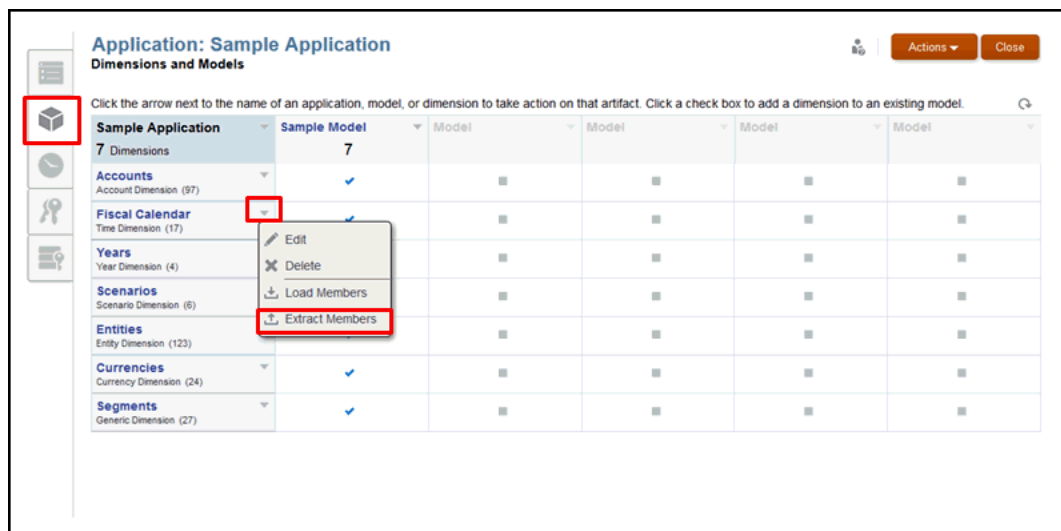 Application: Sample Application
Dimensions and Models
Actions
Close
Click the arrow next to the name of an application, model, or dimension to take action on that artifact. Click a check box to add a dimension to an existing model.
Sample Application
7 Dimensions
Sample Model
7
Model
Model
Model
Model
Accounts
Account Dimension (97)
Fiscal Calendar
Time Dimension (17)
Years
Year Dimension (4)
Scenarios
Scenario Dimension (6)
Entities
Entity Dimension (123)
Currencies
Currency Dimension (24)
Segments
Generic Dimension (27)
Edit
Delete
Load Members
Extract Members